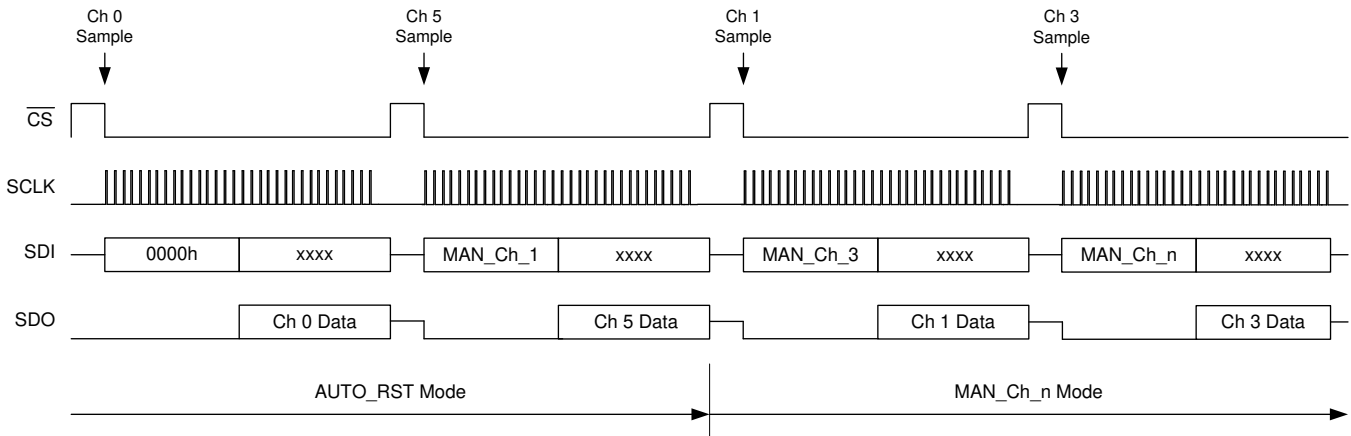 Ch 0
Sample
Ch 5
Sample
Ch 1
Sample
Ch 3
Sample
CS
SCLK
SDI
0000h
xxxx
MAN_Ch_1
xxxx
MAN_Ch_3
xxxx
MAN_Ch_n
xxxx
SDO
Ch 0 Data
Ch 5 Data
Ch 1 Data
Ch 3 Data
AUTO_RST Mode
MAN_Ch_n Mode